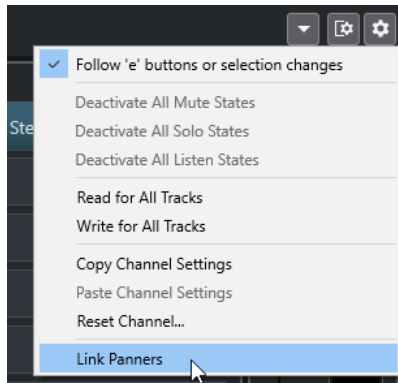 Follow 'e' buttons or selection changes
Deactivate All Mute States
Ste
Deactivate All Solo States
Deactivate All Listen States
Read for All Tracks
Write for All Tracks
Copy Channel Settings
Paste Channel Settings
Reset Channel...
Link Panners